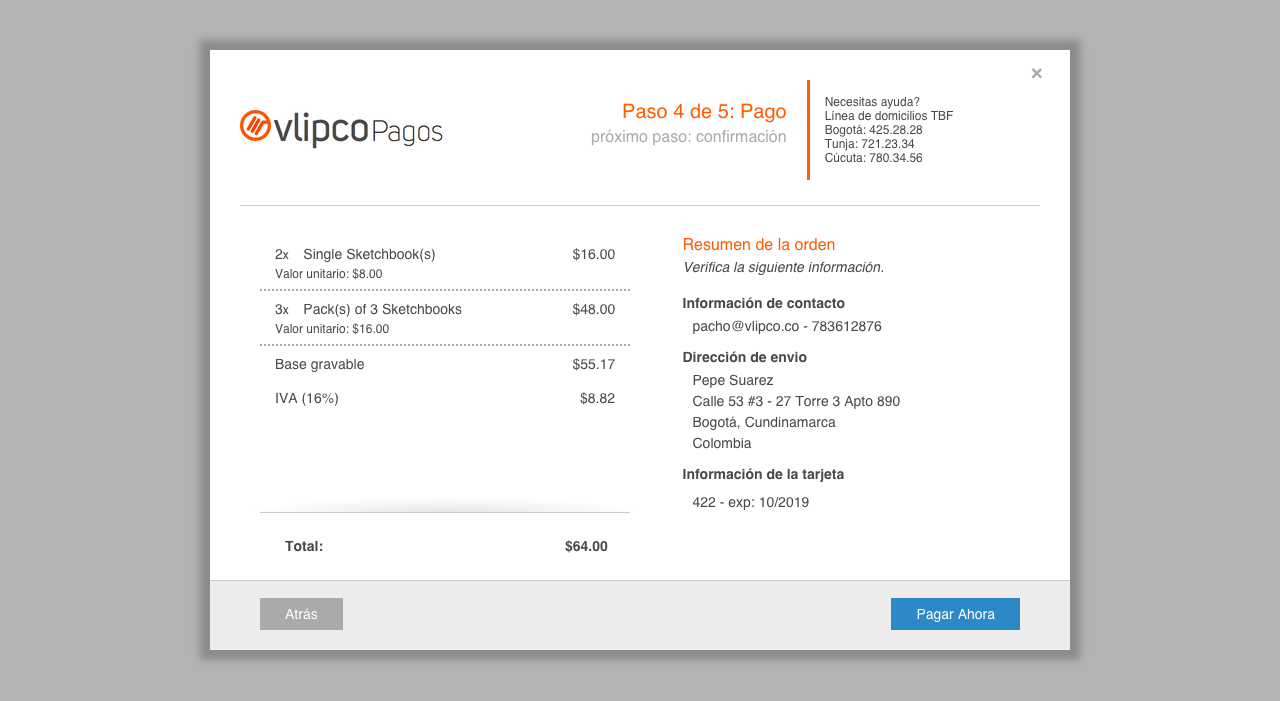 ×
vlipco Pagos
Paso 4 de 5: Pago
próximo paso: confirmación
Necesitas ayuda?
Línea de domicilios TBF
Bogotá: 425.28.28
Tunja: 721.23.34
Cúcuta: 780.34.56
2x Single Sketchbook(s) $16.00
Valor unitario: $8.00
3x Pack(s) of 3 Sketchbooks $48.00
Valor unitario: $16.00
Base gravable $55.17
IVA (16%) $8.82
Total: $64.00
Resumen de la orden
Verifica la siguiente información.
Información de contacto
pacho@vlipco.co - 783612876
Dirección de envio
Pepe Suarez
Calle 53 #3 - 27 Torre 3 Apto 890
Bogotá, Cundinamarca
Colombia
Información de la tarjeta
422 - exp: 10/2019
Atrás
Pagar Ahora